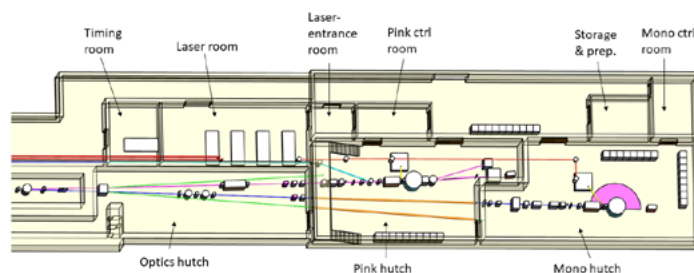 Timing
room
Laser room
Laser-
entrance
room
Pink ctrl
room
Storage
& prep.
Mono ctrl
room
Optics hutch
Pink hutch
Mono hutch